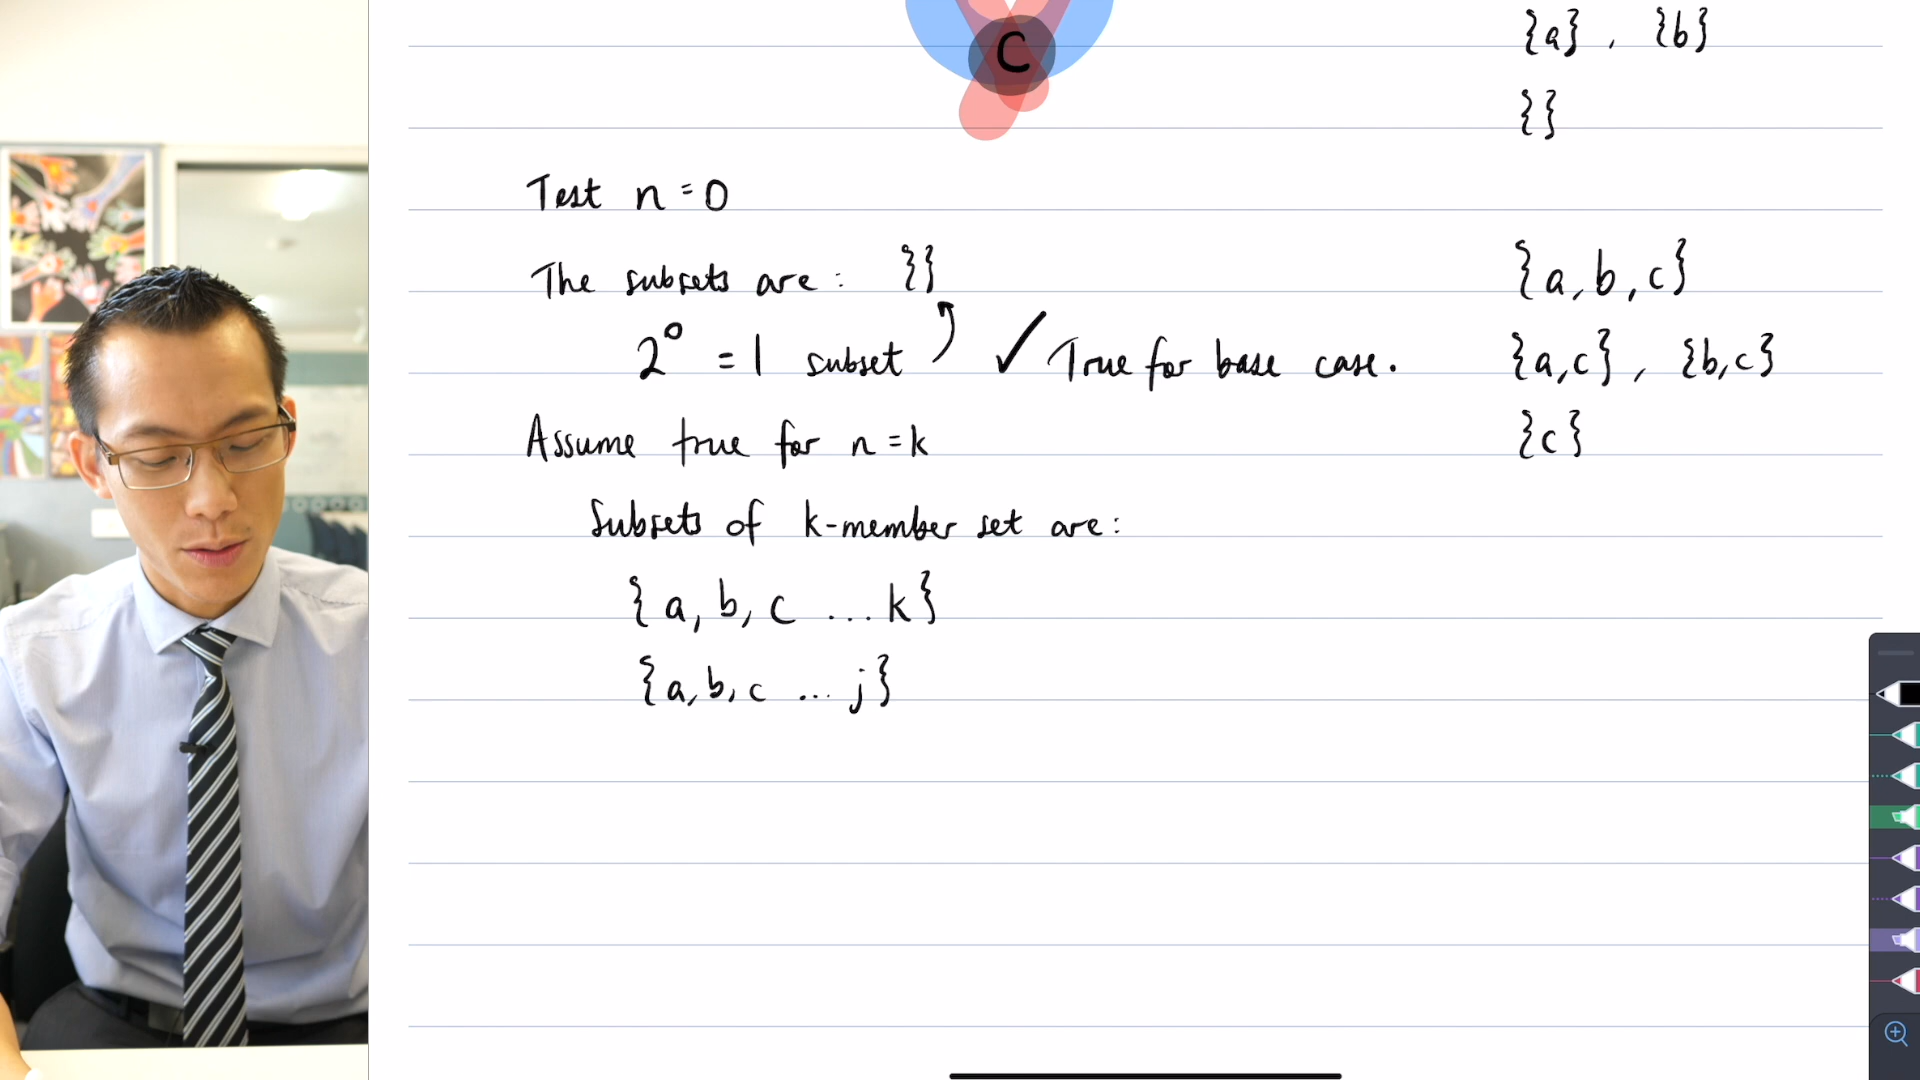 C
{a} , {b}
{}
Test n = 0
The subsets are : {}
2⁰ = 1 subset ✓ True for base case.
Assume true for n = k
Subsets of k-member set are :
{ a, b, c ... k }
{ a, b, c ... j }
{a, b, c}
{a, c} , {b, c}
{c}